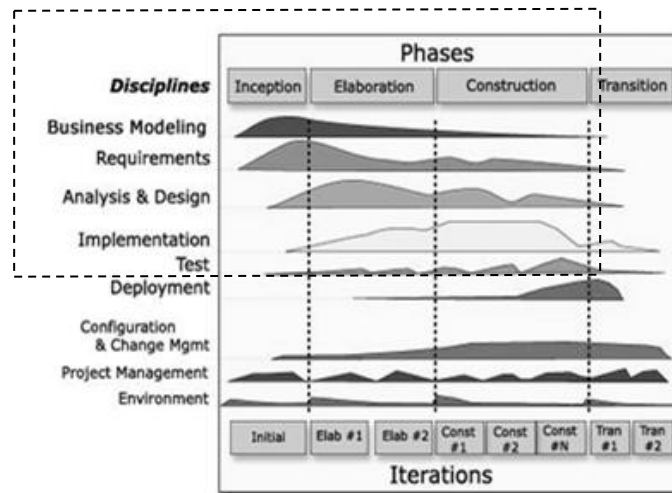 Phases
Disciplines Inception Elaboration Construction Transition
Business Modeling
Requirements
Analysis & Design
Implementation
Test
Deployment
Configuration
& Change Mgmt
Project Management
Environment
Initial Elab #1 Elab #2 Const #1 Const #2 Const #N Tran #1 Tran #2
Iterations